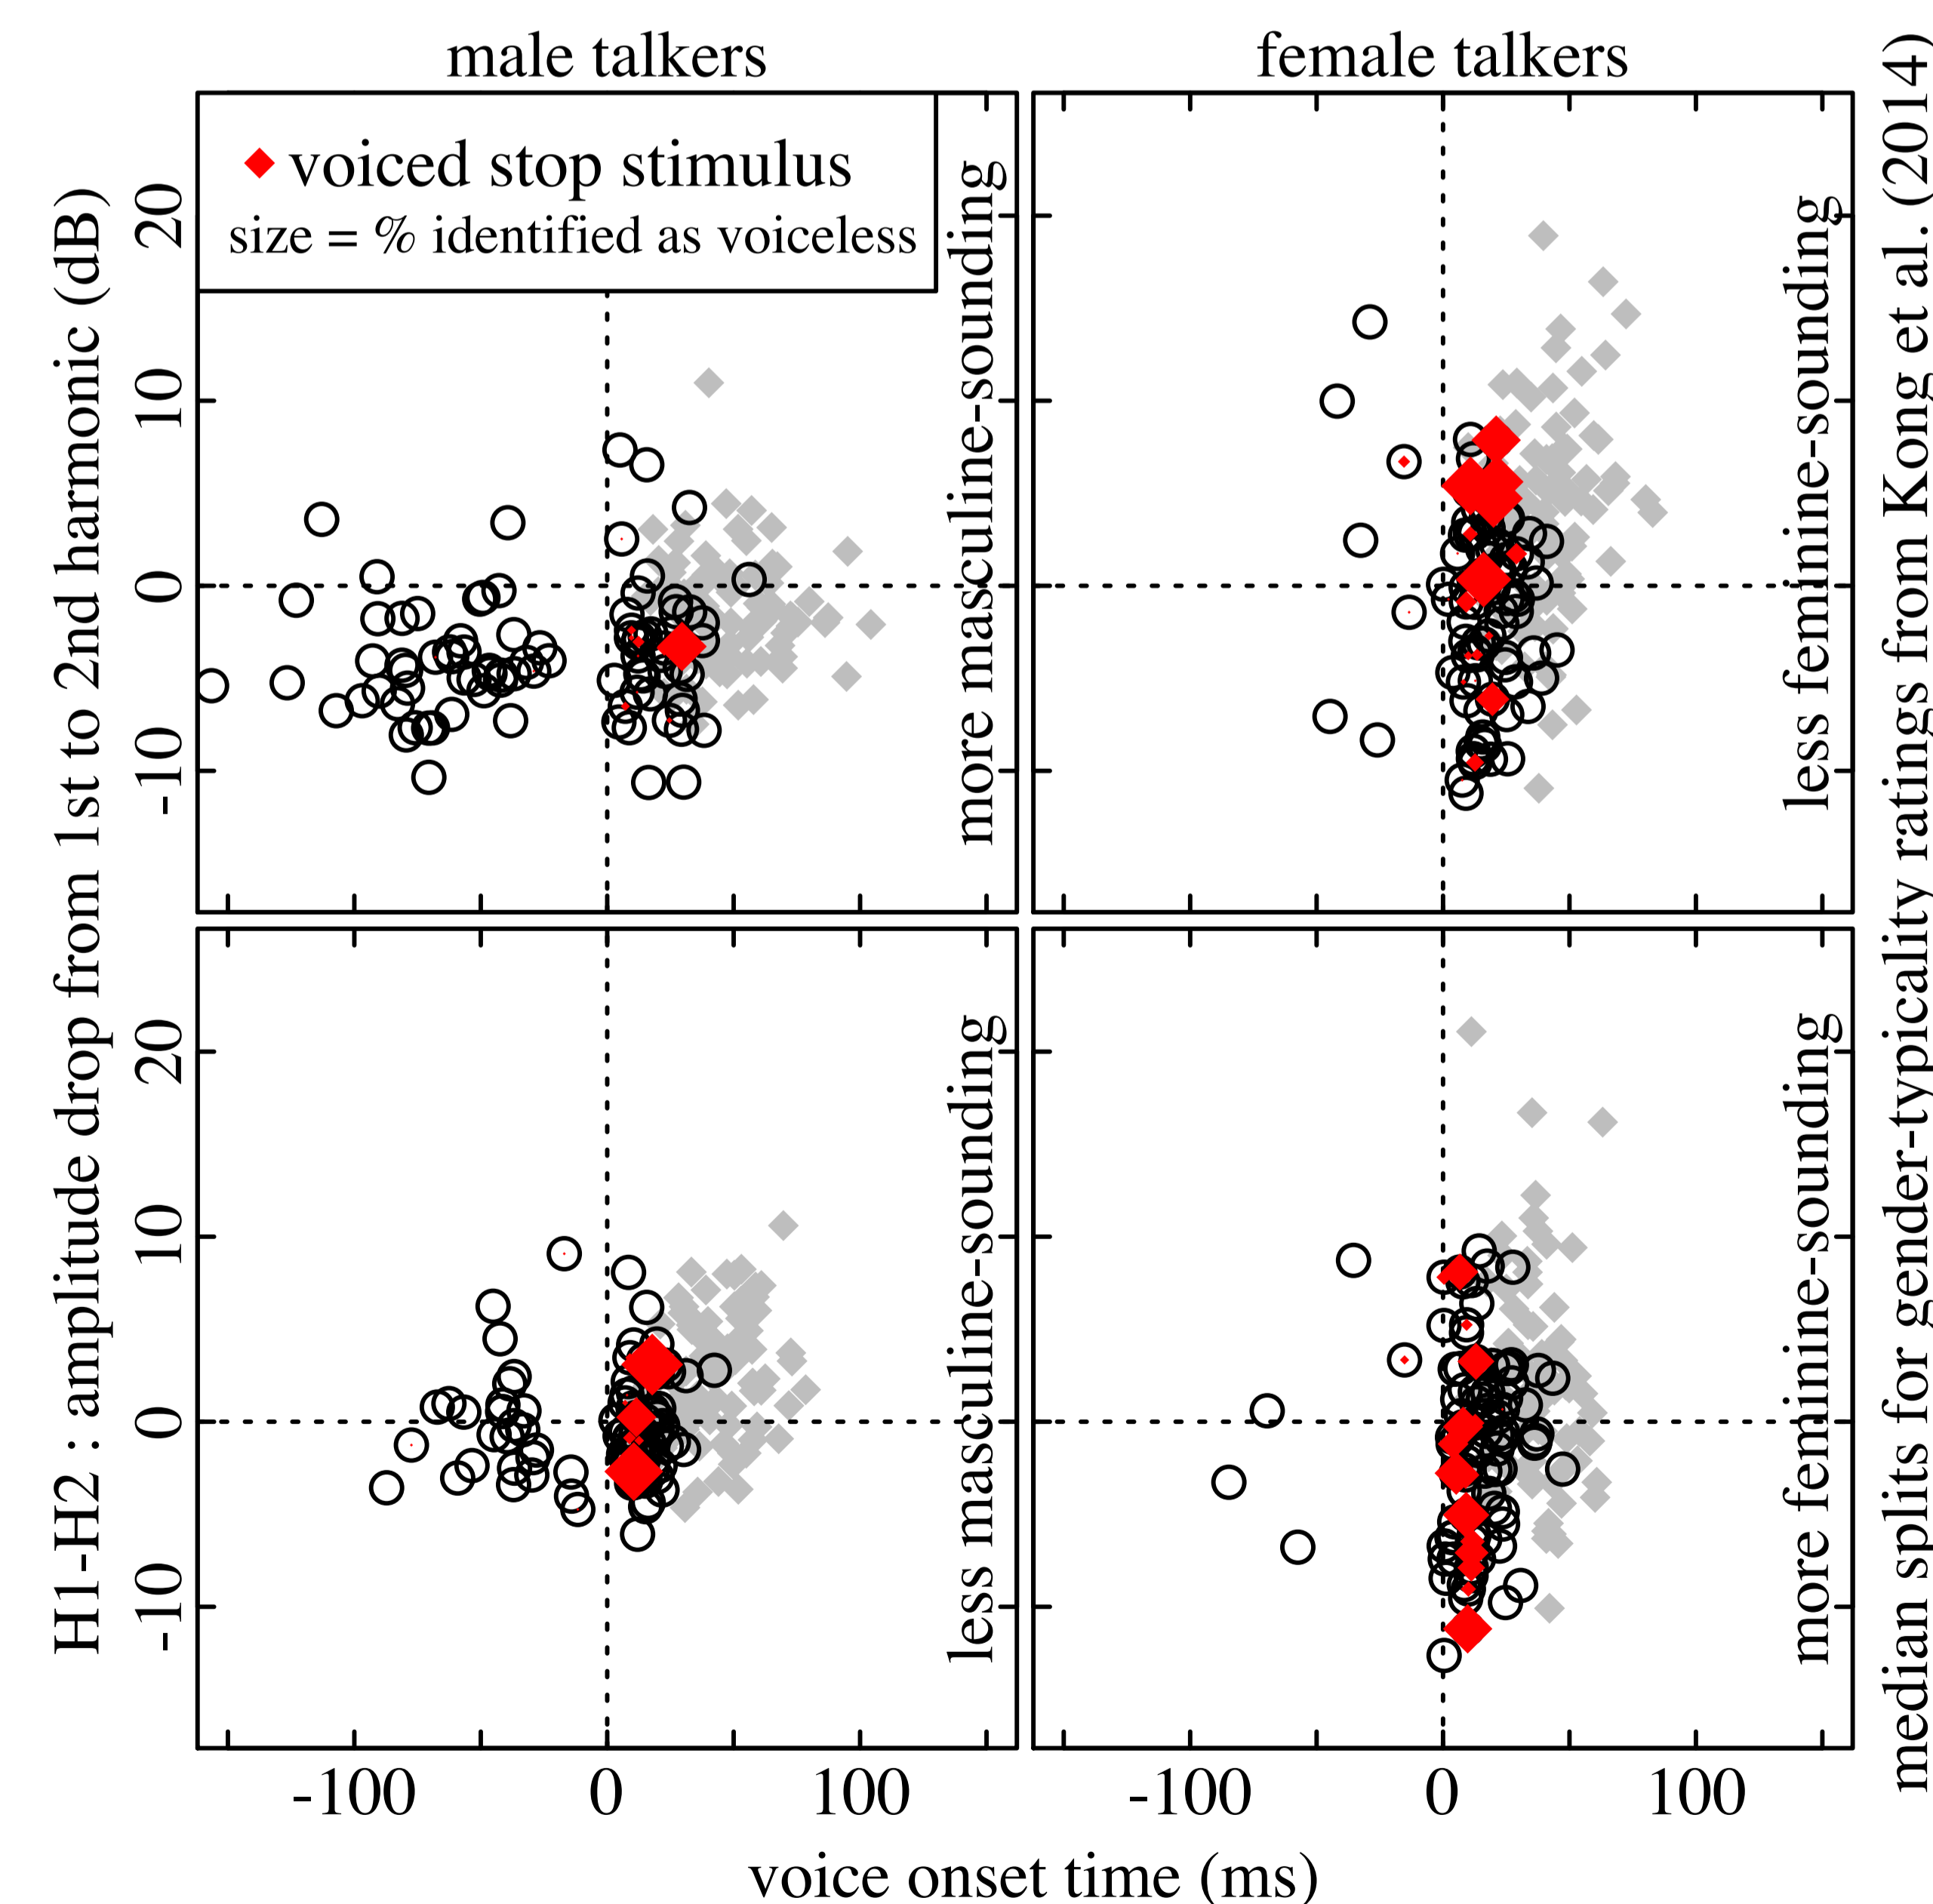 male talkers
female talkers
voiced stop stimulus
size = % identified as voiceless
H1-H2 : amplitude drop from 1st to 2nd harmonic (dB)
20
10
0
-10
more masculine-sounding
less feminine-sounding
20
10
0
-10
less masculine-sounding
more feminine-sounding
median splits for gender-typicality ratings from Kong et al. (2014)
-100
0
100
-100
0
100
voice onset time (ms)